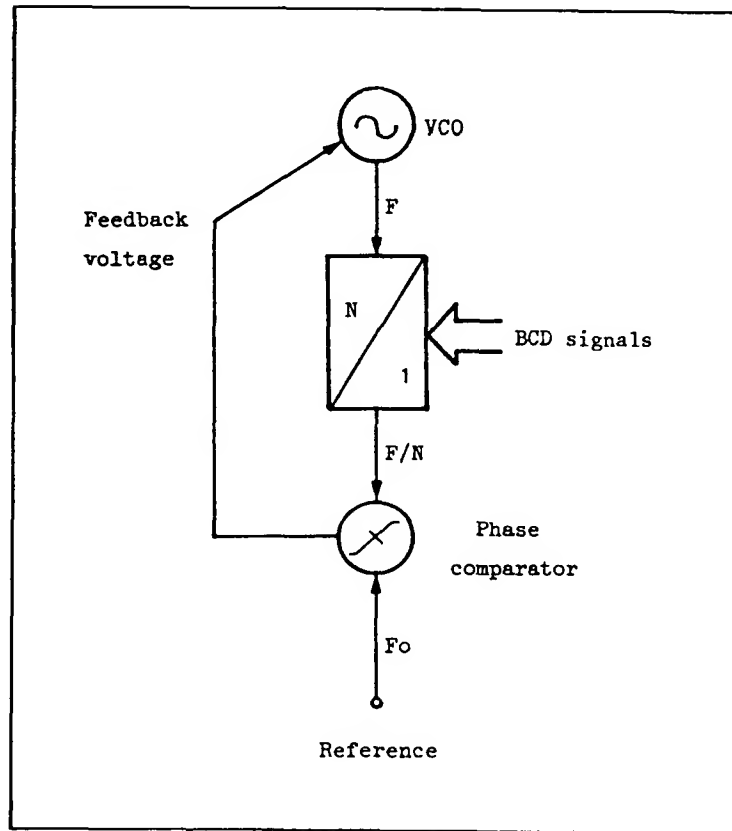 VCO
F
Feedback
voltage
N
1
BCD signals
F/N
Phase
comparator
Fo
Reference